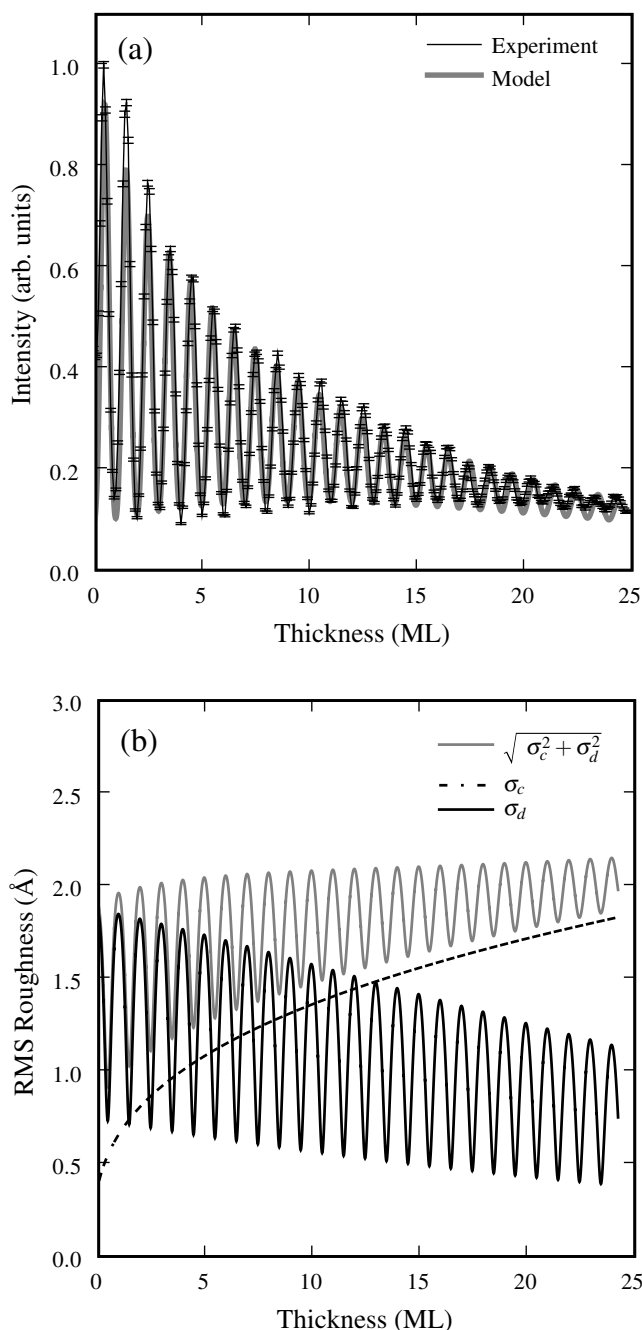 (a)
Experiment
Model
1.0
0.8
0.6
0.4
0.2
0.0
Intensity (arb. units)
0 5 10 15 20 25
Thickness (ML)
(b)
√σc² + σd²
σc
σd
3.0
2.5
2.0
1.5
1.0
0.5
0.0
RMS Roughness (Å)
0 5 10 15 20 25
Thickness (ML)